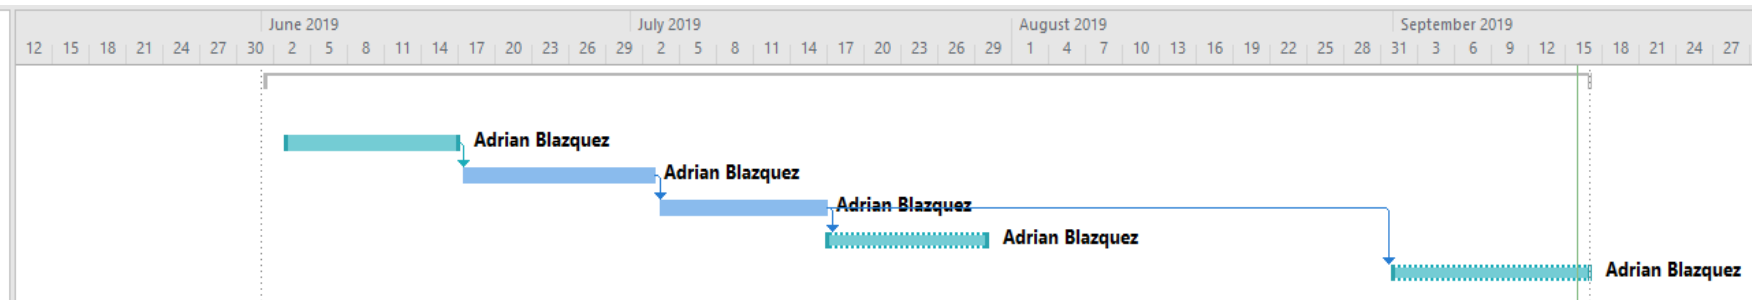 June 2019 July 2019 August 2019 September 2019
12 15 18 21 24 27 30 2 5 8 11 14 17 20 23 26 29 2 5 8 11 14 17 20 23 26 29 1 4 7 10 13 16 19 22 25 28 31 3 6 9 12 15 18 21 24 27
Adrian Blazquez
Adrian Blazquez
Adrian Blazquez
Adrian Blazquez
Adrian Blazquez